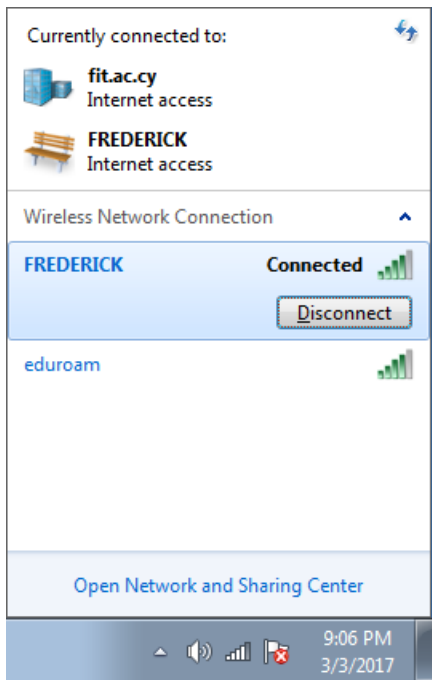 Currently connected to:
fit.ac.cy
Internet access
FREDERICK
Internet access
Wireless Network Connection
FREDERICK Connected
Disconnect
eduroam
Open Network and Sharing Center
9:06 PM
3/3/2017